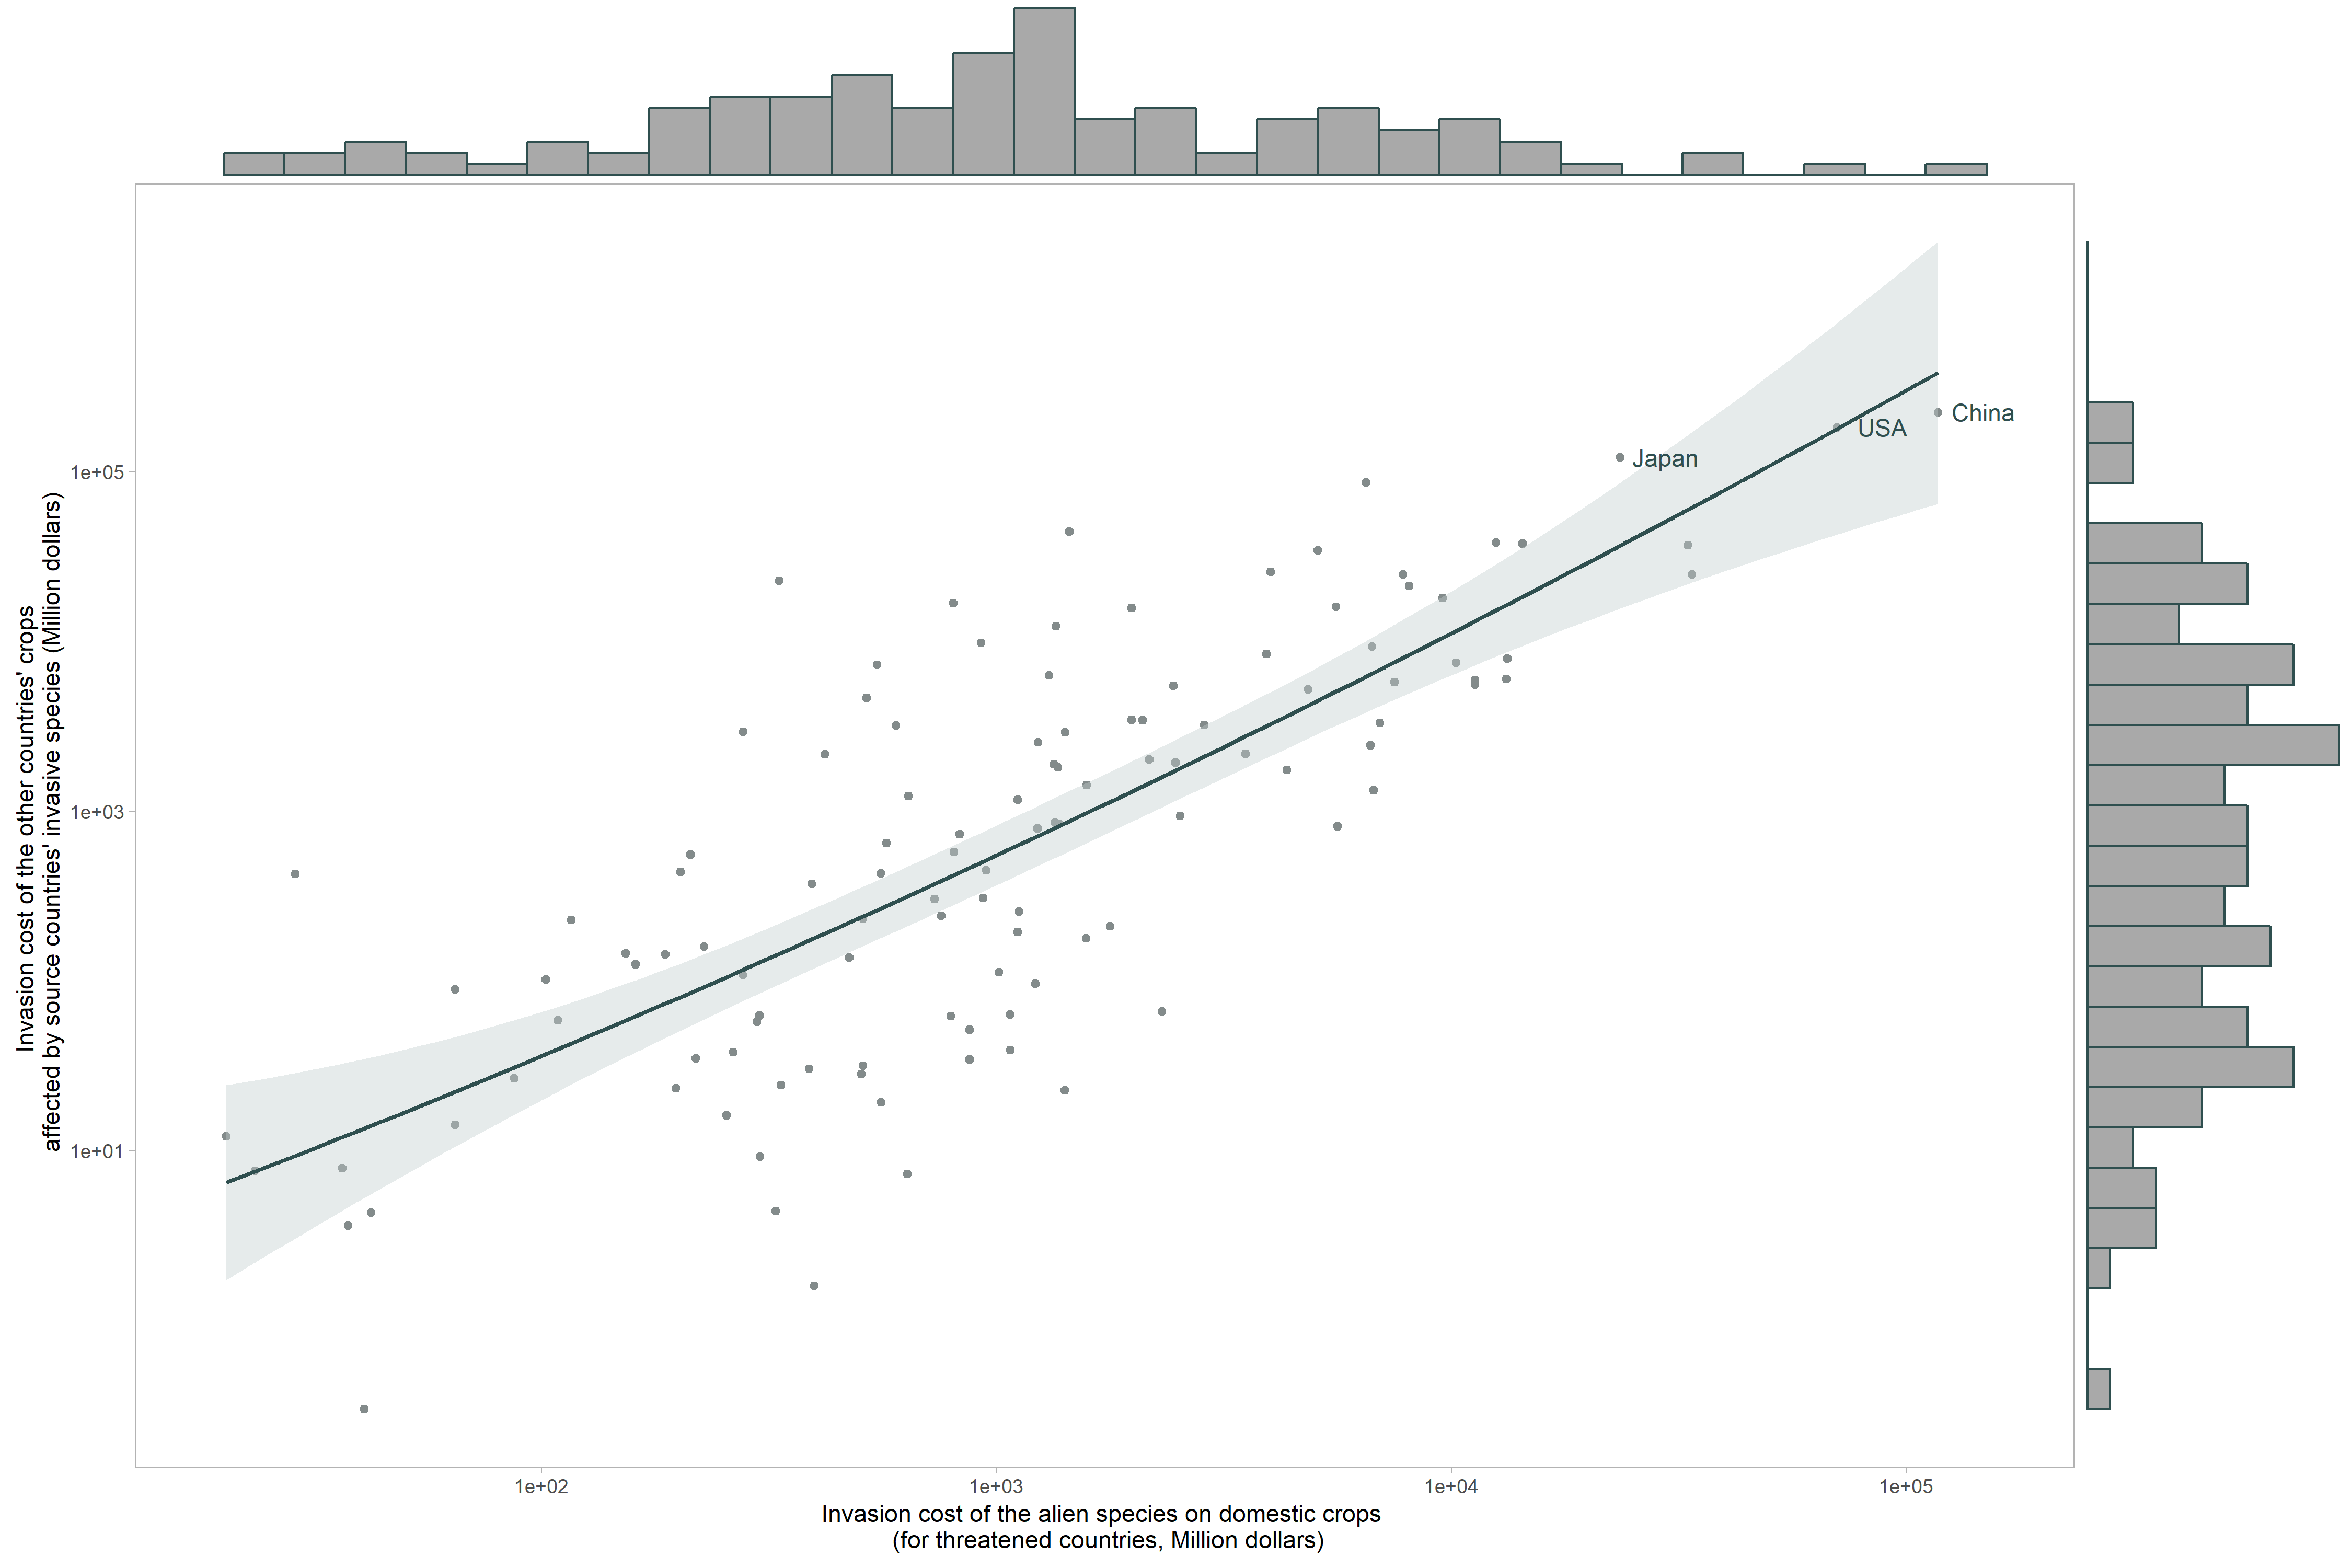 China
USA
Japan
1e+05
1e+03
1e+01
Invasion cost of the other countries' crops
affected by source countries' invasive species (Million dollars)
1e+02
1e+03
1e+04
1e+05
Invasion cost of the alien species on domestic crops
(for threatened countries, Million dollars)